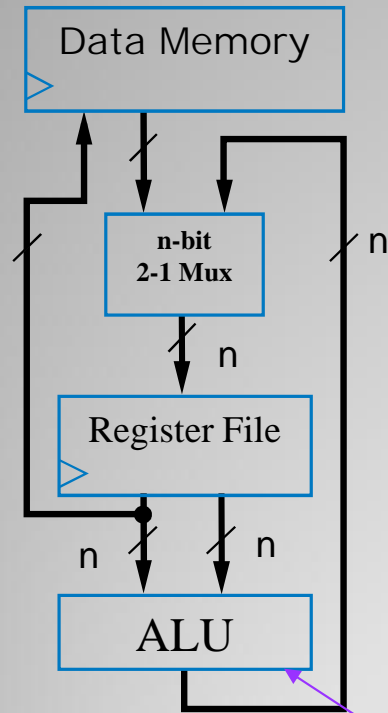 Data Memory
n-bit
2-1 Mux
n
n
Register File
n
n
ALU